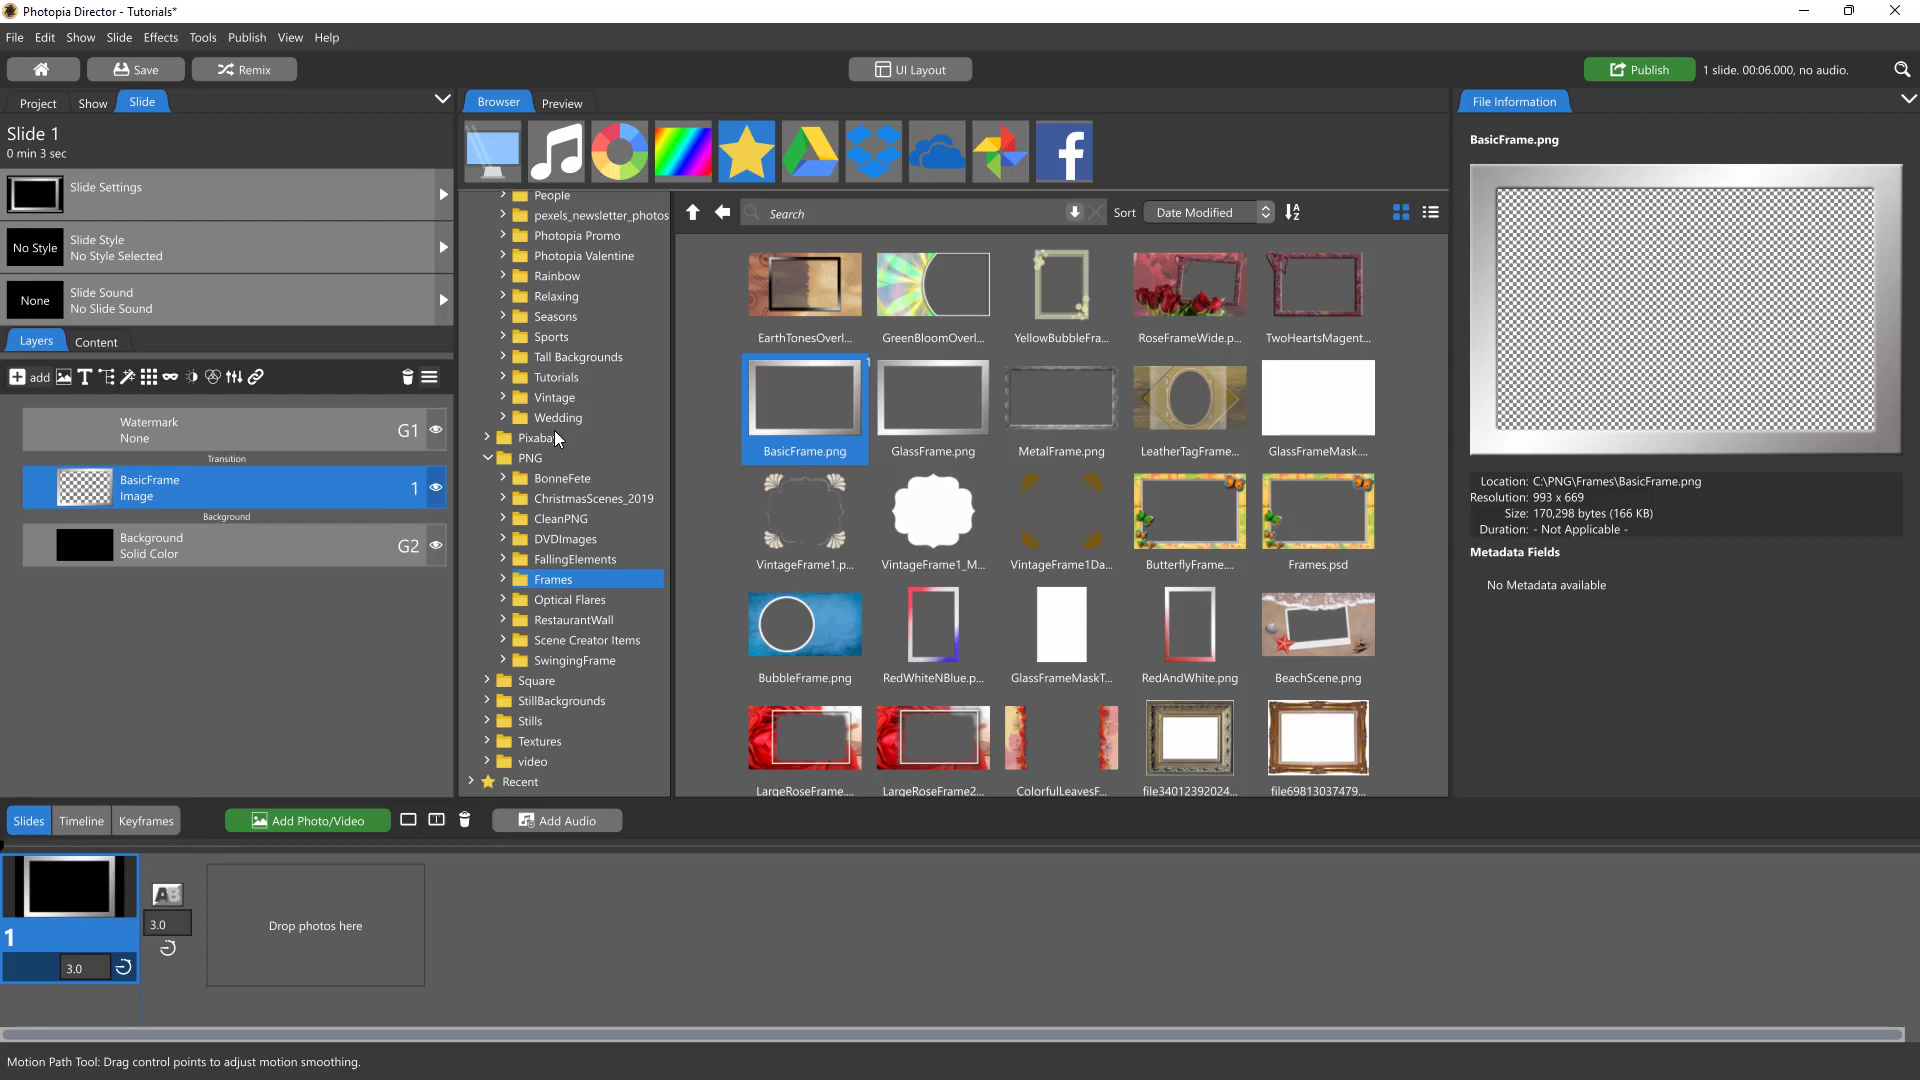 Photopia Director - Tutorials*
File Edit Show Slide Effects Tools Publish View Help
Save
Remix
UI Layout
Publish
1 slide. 00:06.000, no audio.
Project Show Slide
Slide 1
0 min 3 sec
Slide Settings
No Style
Slide Style
No Style Selected
None
Slide Sound
No Slide Sound
Layers Content
add
Watermark
None
G1
Transition
BasicFrame
Image
1
Background
Background
Solid Color
G2
Browser Preview
People
pexels_newsletter_photos
Photopia Promo
Photopia Valentine
Rainbow
Relaxing
Seasons
Sports
Tall Backgrounds
Tutorials
Vintage
Wedding
PNG
BonneFete
ChristmasScenes_2019
CleanPNG
DVDImages
FallingElements
Frames
Optical Flares
RestaurantWall
Scene Creator Items
SwingingFrame
Square
StillBackgrounds
Stills
Textures
video
Recent
Search
Sort
Date Modified
EarthTonesOverl... GreenBloomOverl... YellowBubbleFra... RoseFrameWide.p... TwoHeartsMagent...
1
BasicFrame.png GlassFrame.png MetalFrame.png LeatherTagFrame... GlassFrameMask....
VintageFrame1.p... VintageFrame1_M... VintageFrame1Da... ButterflyFrame.... Frames.psd
BubbleFrame.png RedWhiteNBlue.p... GlassFrameMaskT... RedAndWhite.png BeachScene.png
LargeRoseFrame.... LargeRoseFrame2... ColorfulLeavesF... file34012392024... file69813037479...
File Information
BasicFrame.png
Location: C:\PNG\Frames\BasicFrame.png
Resolution: 993 x 669
Size: 170,298 bytes (166 KB)
Duration: - Not Applicable -
Metadata Fields
No Metadata available
Slides Timeline Keyframes
Add Photo/Video
Add Audio
1
3.0
AB
3.0
Drop photos here
Motion Path Tool: Drag control points to adjust motion smoothing.